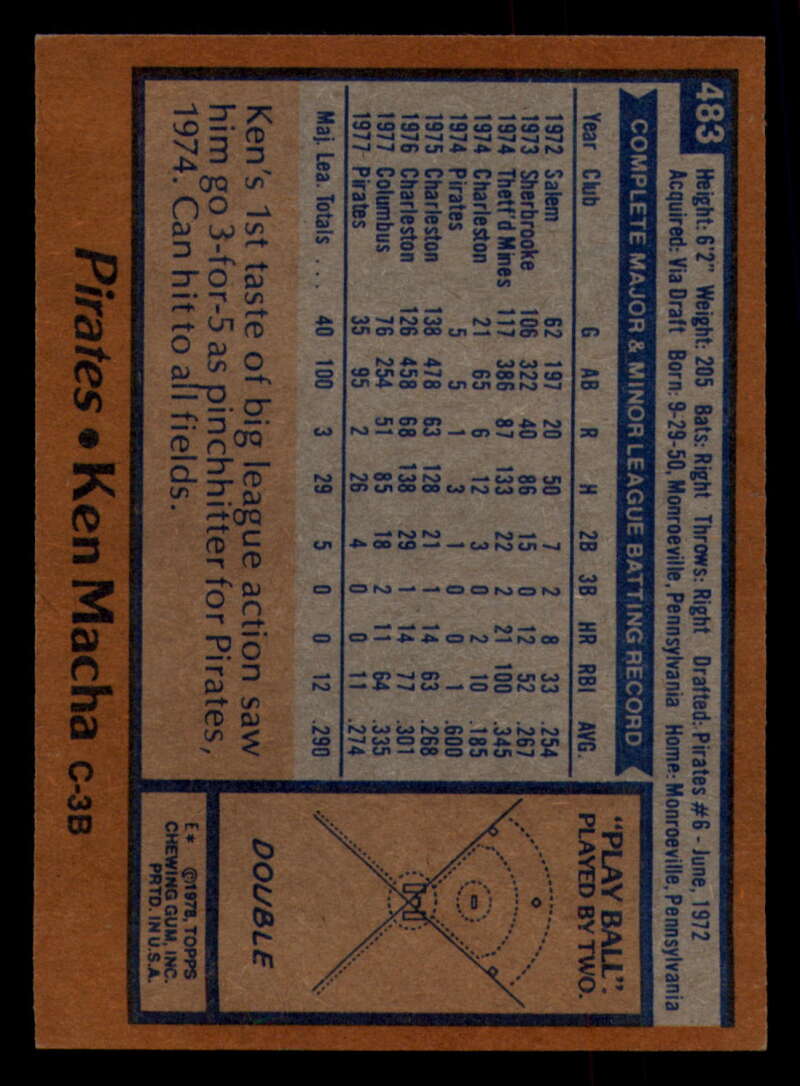 483
Height: 6'2" Weight: 205 Bats: Right Throws: Right Drafted: Pirates #6 - June, 1972
Acquired: Via Draft Born: 9-29-50, Monroeville, Pennsylvania Home: Monroeville, Pennsylvania
COMPLETE MAJOR & MINOR LEAGUE BATTING RECORD
Year Club G AB R H 2B 3B HR RBI AVG.
1972 Salem 62 197 20 50 7 2 8 33 .254
1973 Sherbrooke 106 322 40 86 15 0 12 52 .267
1974 Thetf'd Mines 117 386 87 133 22 2 21 100 .345
1974 Charleston 21 65 6 12 3 0 2 10 .185
1974 Pirates 5 5 1 3 1 0 0 1 .600
1975 Charleston 138 478 63 128 21 1 14 63 .268
1976 Charleston 126 458 68 138 29 1 14 77 .301
1977 Columbus 76 254 51 85 18 2 11 64 .335
1977 Pirates 35 95 2 26 4 0 0 11 .274
Maj. Lea. Totals ... 40 100 3 29 5 0 0 12 .290
Ken's 1st taste of big league action saw
him go 3-for-5 as pinchhitter for Pirates,
1974. Can hit to all fields.
"PLAY BALL":
PLAYED BY TWO.
DOUBLE
E* ©1978, TOPPS
CHEWING GUM, INC.
PRTD. IN U.S.A.
Pirates • Ken Macha C-3B